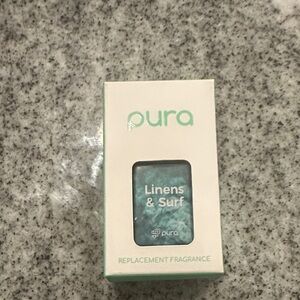 pura
Linens
& Surf
pura
REPLACEMENT FRAGRANCE